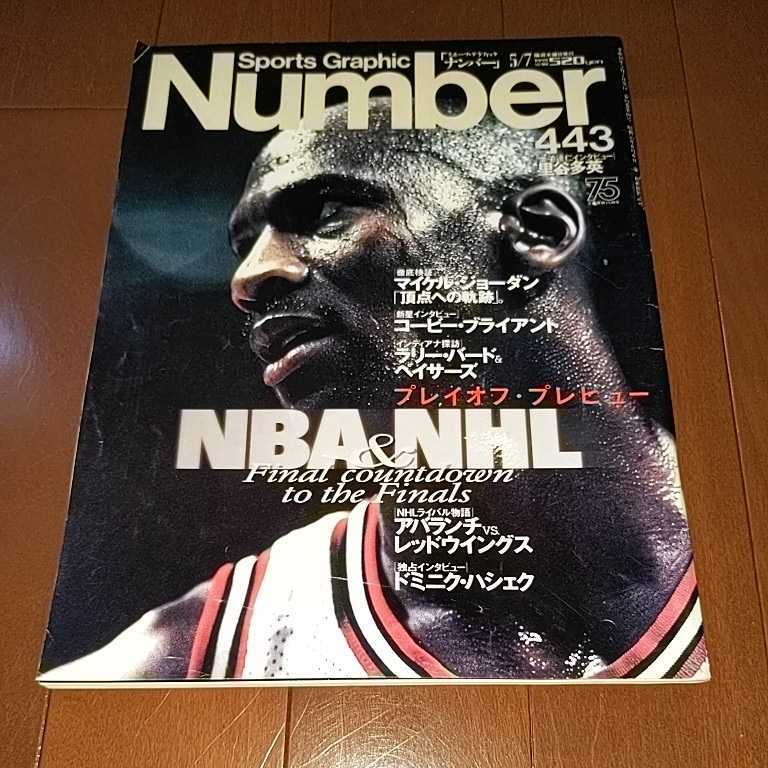 Sports Graphic
「スポーツ・グラフィック
ナンバー」
5/7
520yen
Number
443
インタビュー
里谷多英
75
徹底検証
マイケル・ジョーダン
「頂点への軌跡」。
[新星インタビュー]
コービー・ブライアント
[インディアナ探訪]
ラリー・バード&
ペイサーズ
プレイオフ・プレビュー
NBA&NHL
Final countdown
to the Finals
[NHLライバル物語]
アバランチvs.
レッドウイングス
[独占インタビュー]
ドミニク・ハシェク